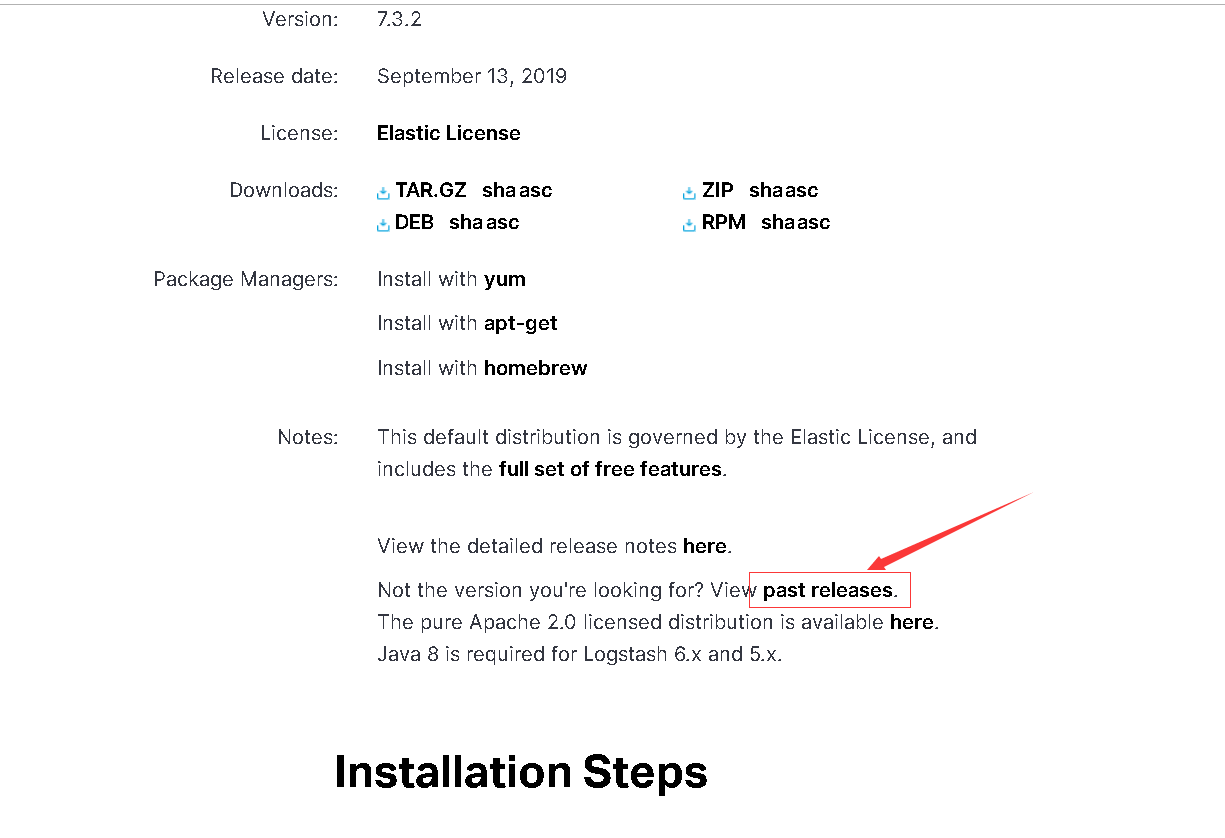 Version: 7.3.2
Release date: September 13, 2019
License: Elastic License
Downloads: TAR.GZ sha asc ZIP sha asc
DEB sha asc RPM sha asc
Package Managers: Install with yum
Install with apt-get
Install with homebrew
Notes: This default distribution is governed by the Elastic License, and
includes the full set of free features.
View the detailed release notes here.
Not the version you're looking for? View past releases.
The pure Apache 2.0 licensed distribution is available here.
Java 8 is required for Logstash 6.x and 5.x.
Installation Steps